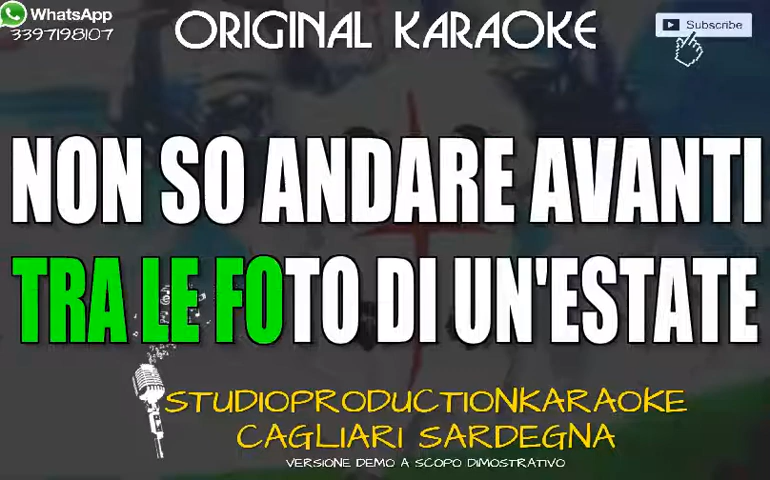 WhatsApp
3397198107
ORIGINAL KARAOKE
Subscribe
NON SO ANDARE AVANTI
TRA LE FOTO DI UN'ESTATE
STUDIOPRODUCTIONKARAOKE
CAGLIARI SARDEGNA
VERSIONE DEMO A SCOPO DIMOSTRATIVO